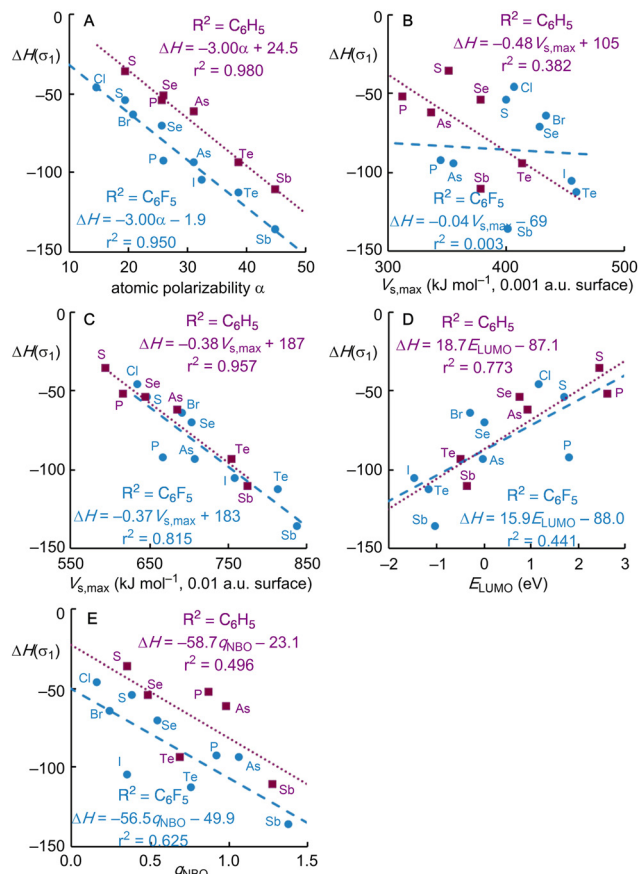 A
R² = C₆H₅
ΔH = –3.00α + 24.5
r² = 0.980
0
ΔH(σ₁)
–50
–100
–150
S
Cl
Se
S
P
As
Br
Se
P
As
Te
I
Te
Sb
Sb
R² = C₆F₅
ΔH = –3.00α – 1.9
r² = 0.950
10 20 30 40 50
atomic polarizability α
B
R² = C₆H₅
ΔH = –0.48Vs,max + 105
r² = 0.382
0
ΔH(σ₁)
–50
–100
–150
S
Cl
P
Se
S
As
Br
Se
P
As
Te
I
Sb
Te
Sb
R² = C₆F₅
ΔH = –0.04Vs,max – 69
r² = 0.003
300 400 500
Vs,max (kJ mol⁻¹, 0.001 a.u. surface)
C
R² = C₆H₅
ΔH = –0.38Vs,max + 187
r² = 0.957
0
ΔH(σ₁)
–50
–100
–150
S
Cl
Se
S
P
As
Br
Se
P
As
Te
I
Te
Sb
Sb
R² = C₆F₅
ΔH = –0.37Vs,max + 183
r² = 0.815
550 650 750 850
Vs,max (kJ mol⁻¹, 0.01 a.u. surface)
D
R² = C₆H₅
ΔH = 18.7ELUMO – 87.1
r² = 0.773
0
ΔH(σ₁)
–50
–100
–150
S
Cl
Se
S
P
Br
As
Se
P
Te
As
I
Te
Sb
Sb
R² = C₆F₅
ΔH = 15.9ELUMO – 88.0
r² = 0.441
–2 –1 0 1 2 3
ELUMO (eV)
E
R² = C₆H₅
ΔH = –58.7qNBO – 23.1
r² = 0.496
0
ΔH(σ₁)
–50
–100
–150
S
Cl
Se
S
P
As
Br
Se
Te
P
As
I
Te
Sb
Sb
R² = C₆F₅
ΔH = –56.5qNBO – 49.9
r² = 0.625
0.0 0.5 1.0 1.5
qNBO